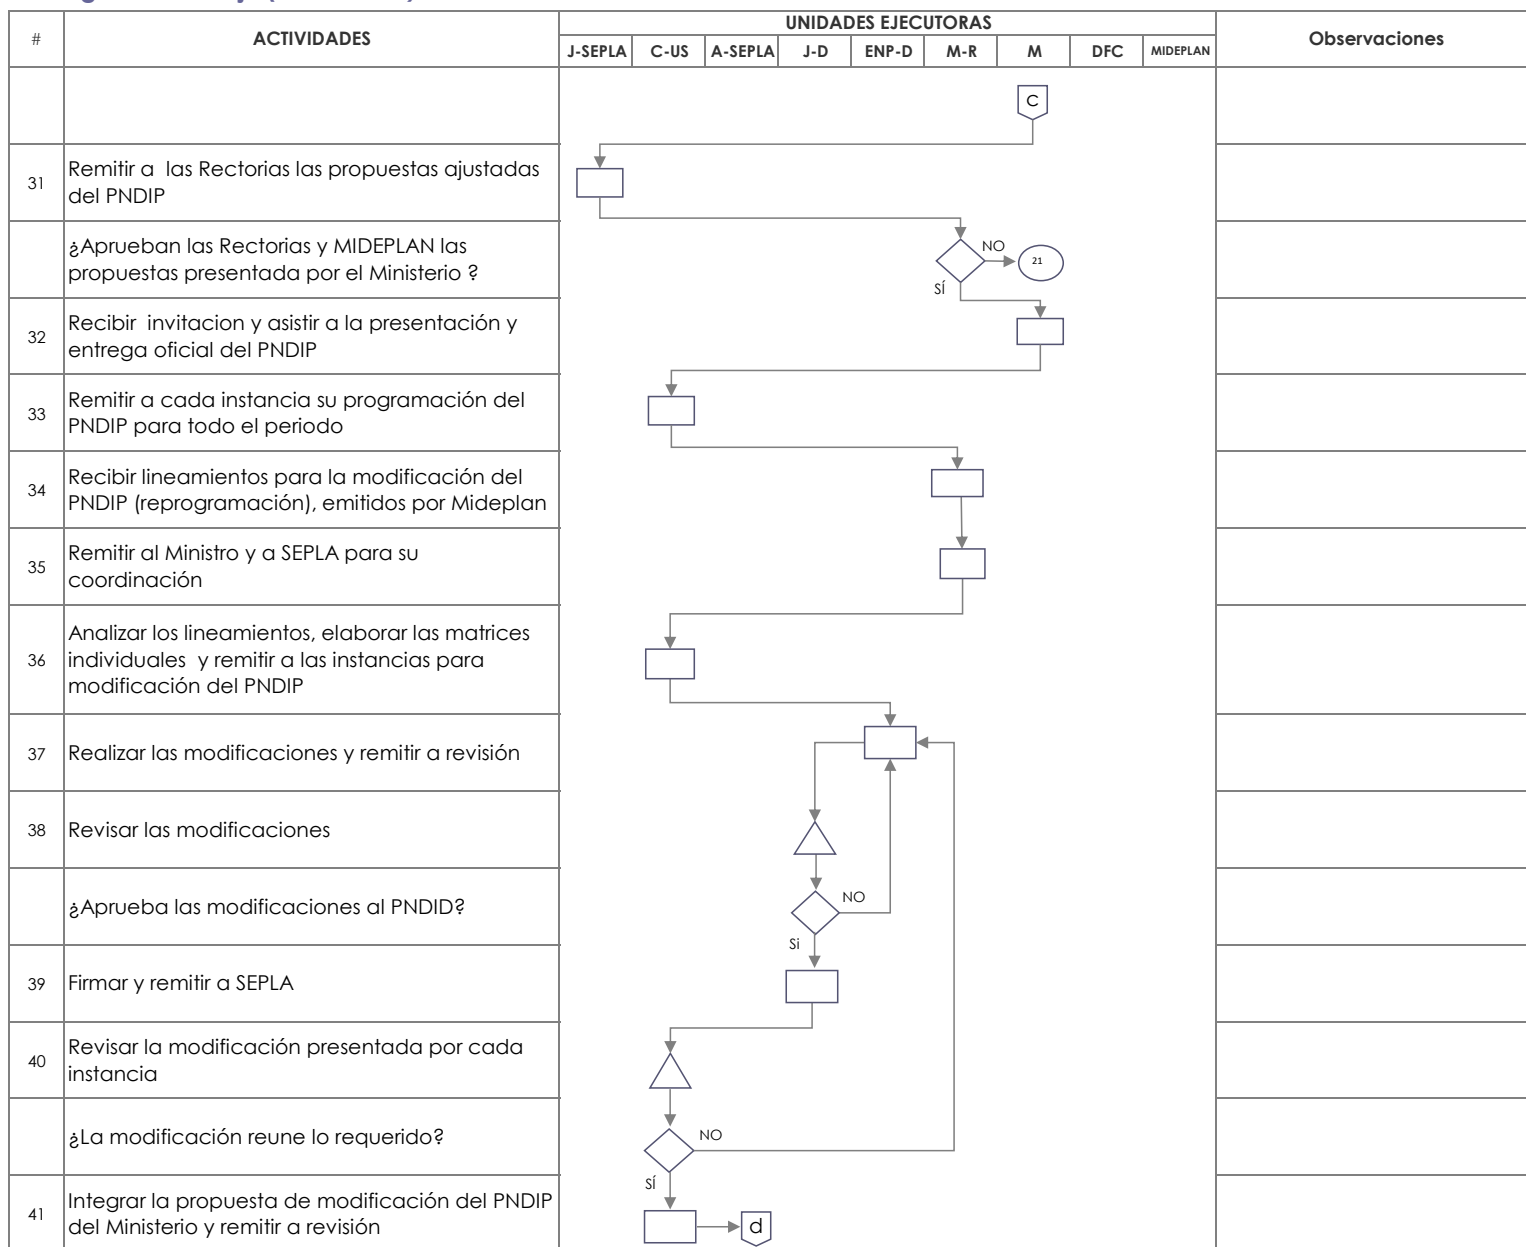 #
ACTIVIDADES
UNIDADES EJECUTORAS
Observaciones
J-SEPLA
C-US
A-SEPLA
J-D
ENP-D
M-R
M
DFC
MIDEPLAN
C
31
Remitir a las Rectorias las propuestas ajustadas
del PNDIP
¿Aprueban las Rectorias y MIDEPLAN las
propuestas presentada por el Ministerio ?
NO
21
SÍ
32
Recibir invitacion y asistir a la presentación y
entrega oficial del PNDIP
33
Remitir a cada instancia su programación del
PNDIP para todo el periodo
34
Recibir lineamientos para la modificación del
PNDIP (reprogramación), emitidos por Mideplan
35
Remitir al Ministro y a SEPLA para su
coordinación
36
Analizar los lineamientos, elaborar las matrices
individuales y remitir a las instancias para
modificación del PNDIP
37
Realizar las modificaciones y remitir a revisión
38
Revisar las modificaciones
¿Aprueba las modificaciones al PNDID?
NO
Si
39
Firmar y remitir a SEPLA
40
Revisar la modificación presentada por cada
instancia
¿La modificación reune lo requerido?
NO
SÍ
41
Integrar la propuesta de modificación del PNDIP
del Ministerio y remitir a revisión
d